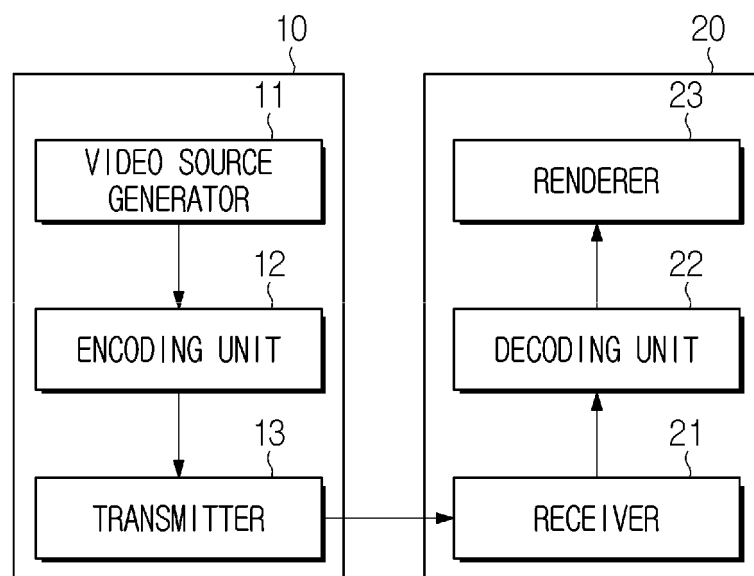 10
11
VIDEO SOURCE
GENERATOR
12
ENCODING UNIT
13
TRANSMITTER
20
23
RENDERER
22
DECODING UNIT
21
RECEIVER